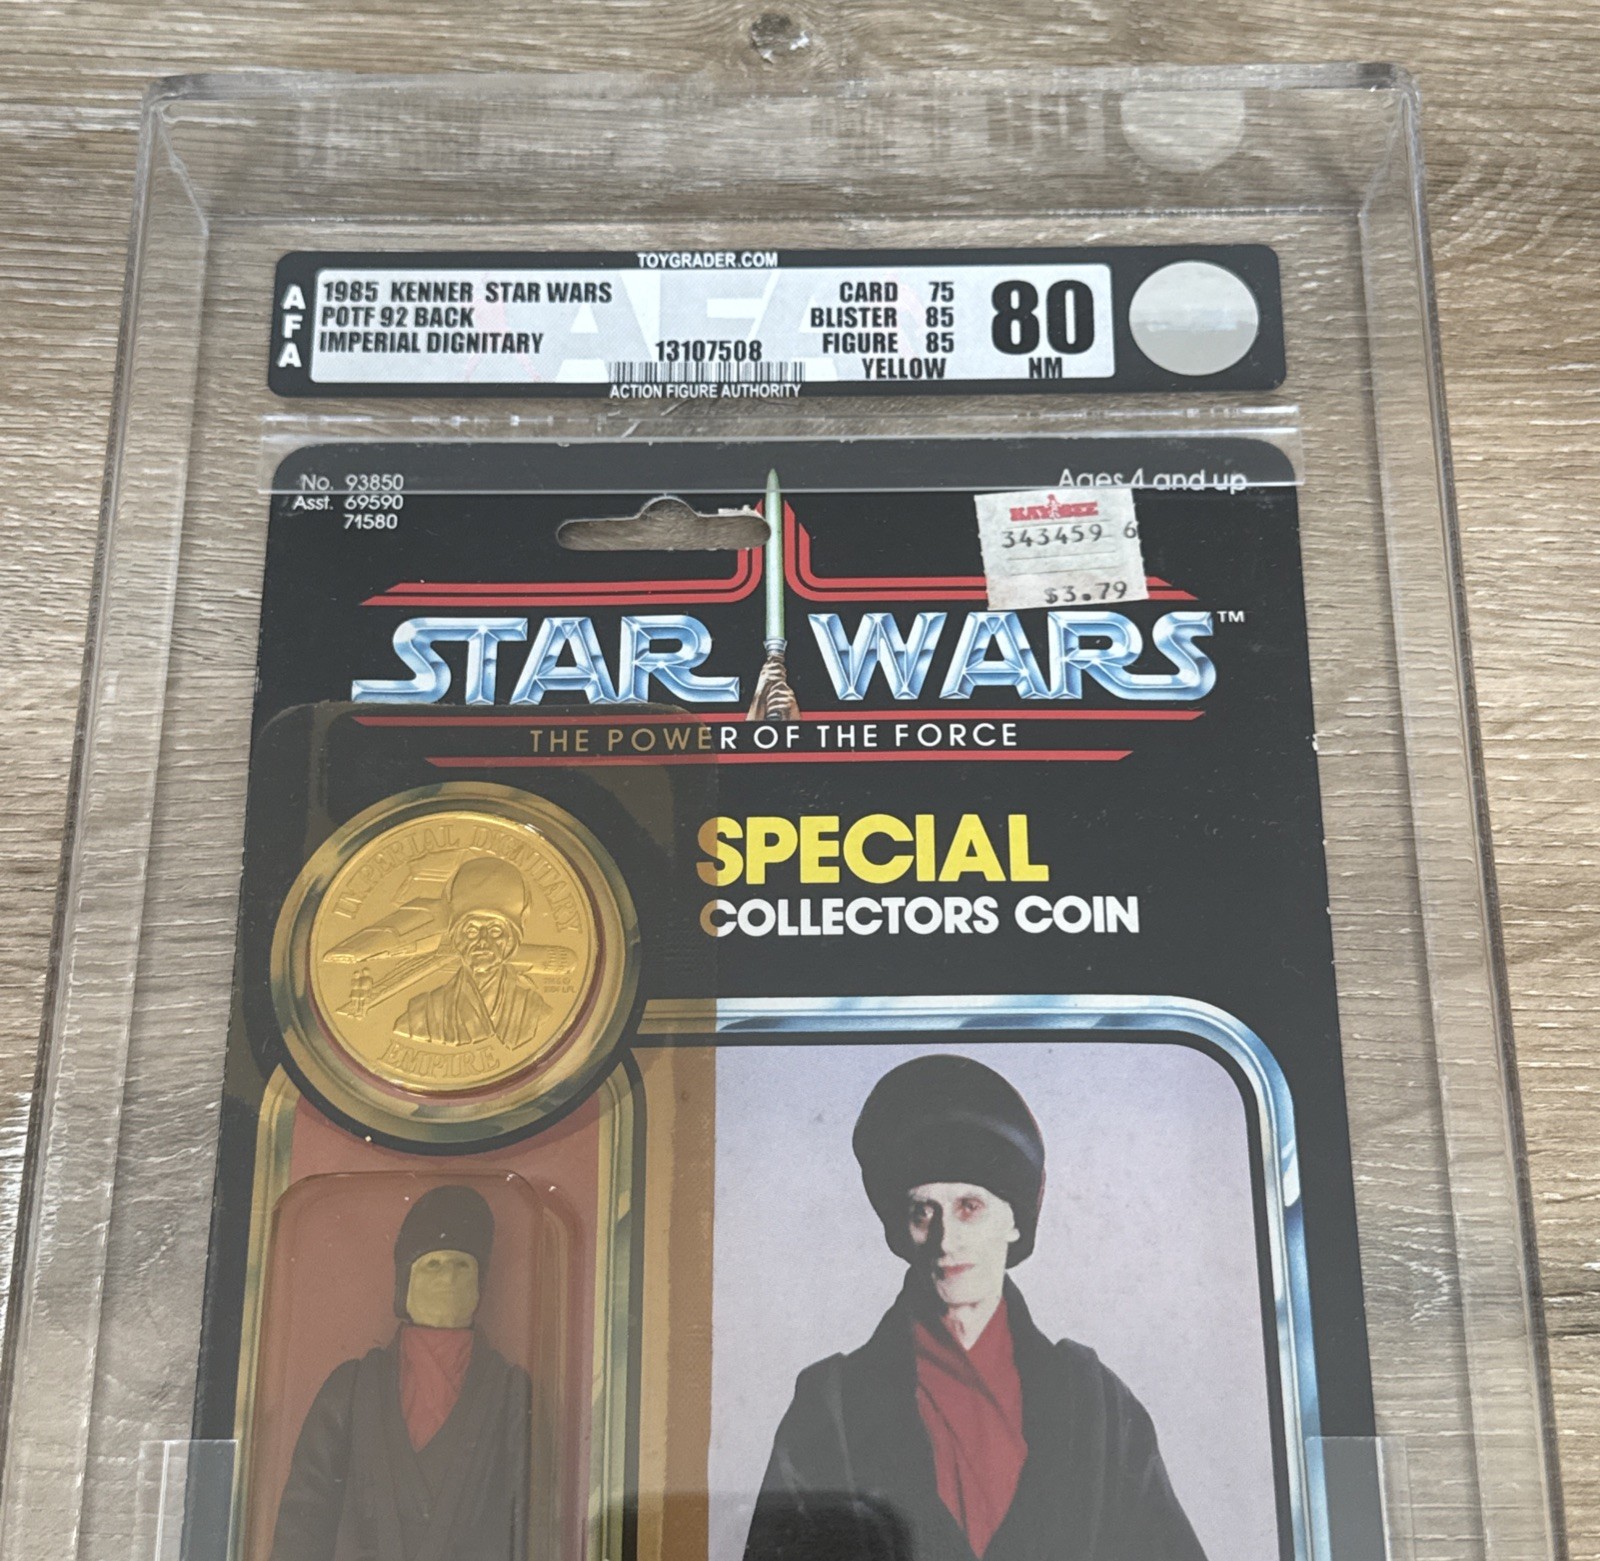 TOYGRADER.COM
AFA
1985 KENNER STAR WARS
POTF 92 BACK
IMPERIAL DIGNITARY
13107508
CARD 75
BLISTER 85
FIGURE 85
YELLOW
80
NM
ACTION FIGURE AUTHORITY
No. 93850
Asst. 69590
71580
Ages 4 and up
KAY BEE
343459 6
$3.79
STAR WARS™
THE POWER OF THE FORCE
SPECIAL
COLLECTORS COIN
IMPERIAL DIGNITARY
EMPIRE